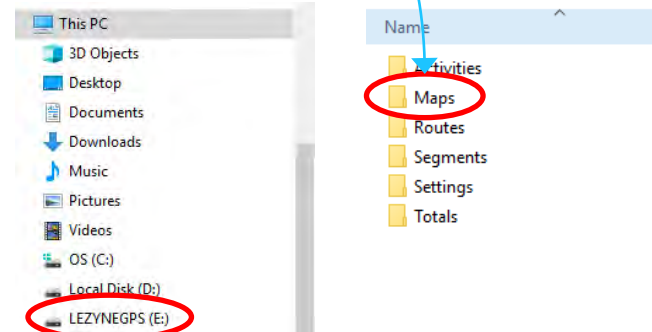 This PC
3D Objects
Desktop
Documents
Downloads
Music
Pictures
Videos
OS (C:)
Local Disk (D:)
LEZYNEGPS (E:)
Name
Activities
Maps
Routes
Segments
Settings
Totals